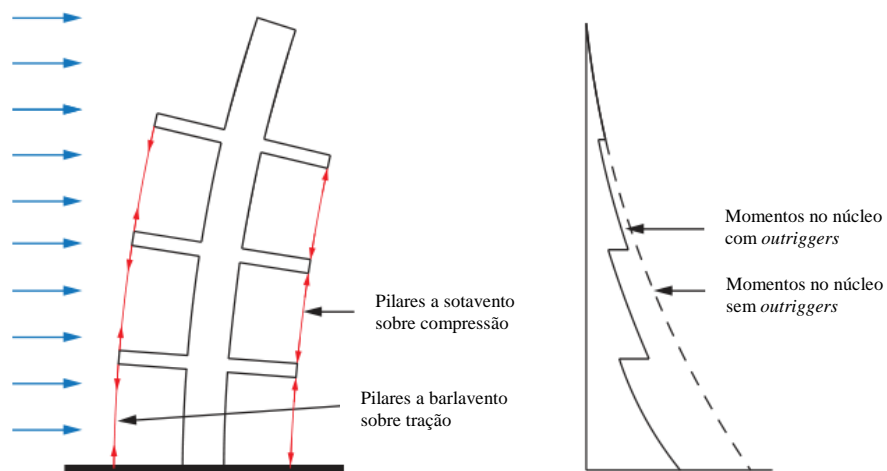 Pilares a sotavento
sobre compressão
Pilares a barlavento
sobre tração
Momentos no núcleo
com outriggers
Momentos no núcleo
sem outriggers